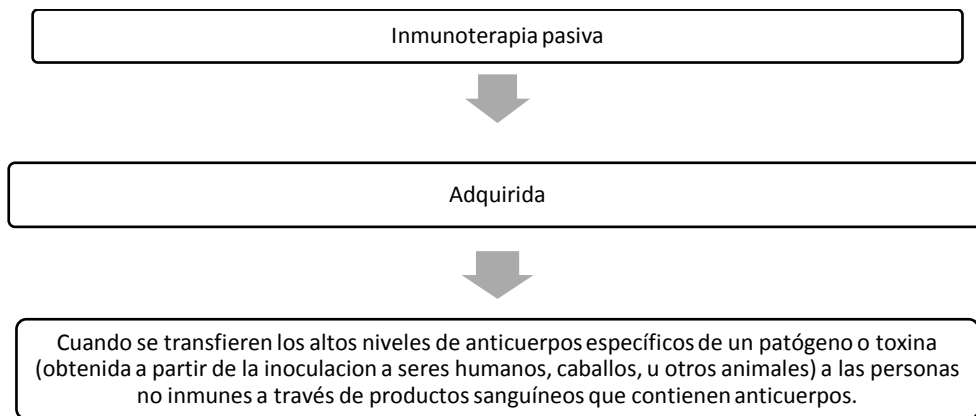 Inmunoterapia pasiva
Adquirida
Cuando se transfieren los altos niveles de anticuerpos específicos de un patógeno o toxina
(obtenida a partir de la inoculacion a seres humanos, caballos, u otros animales) a las personas
no inmunes a través de productos sanguíneos que contienen anticuerpos.